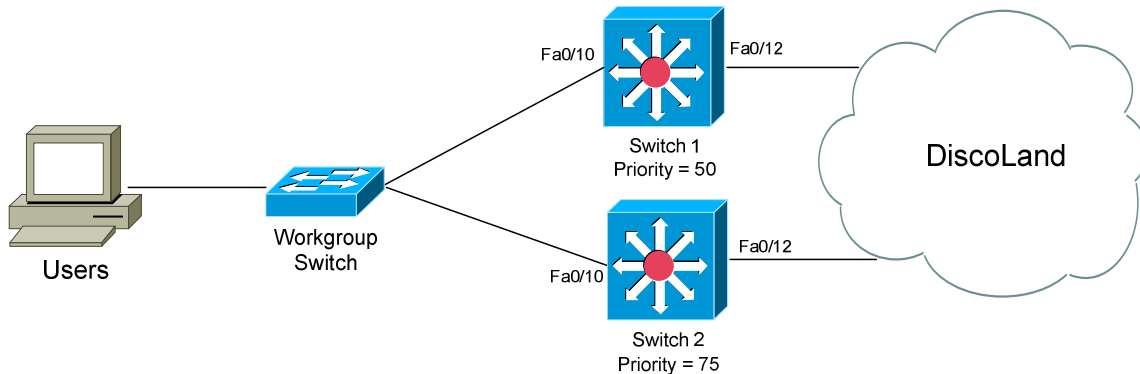 Users
Workgroup
Switch
Fa0/10
Fa0/12
Switch 1
Priority = 50
Fa0/10
Fa0/12
Switch 2
Priority = 75
DiscoLand